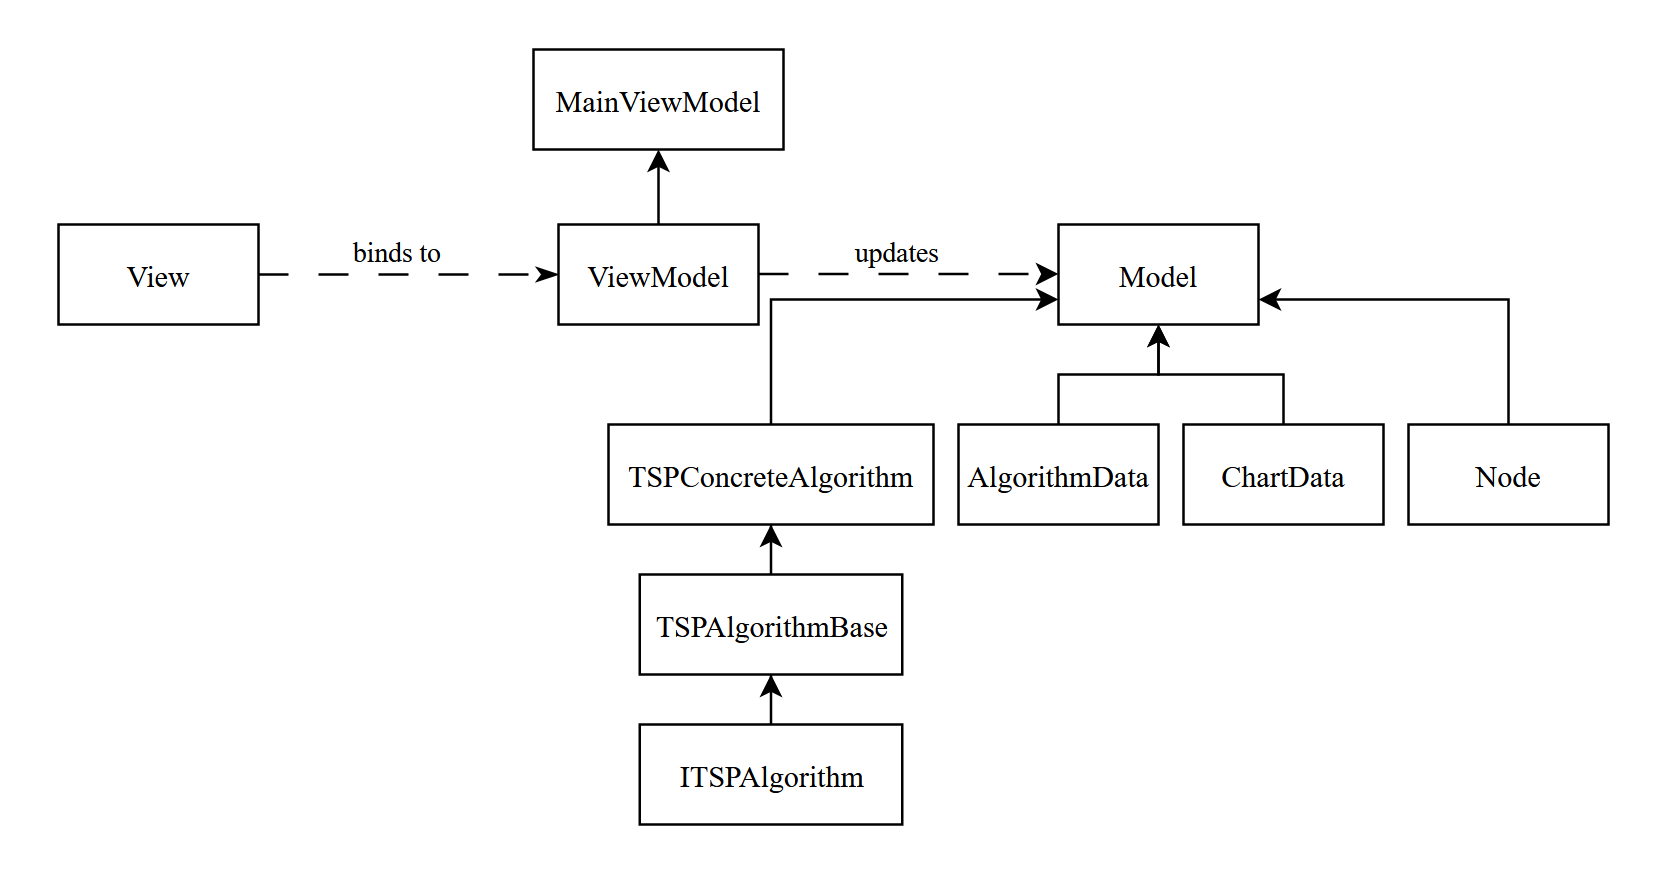 MainViewModel
View
binds to
ViewModel
updates
Model
TSPConcreteAlgorithm
AlgorithmData
ChartData
Node
TSPAlgorithmBase
ITSPAlgorithm